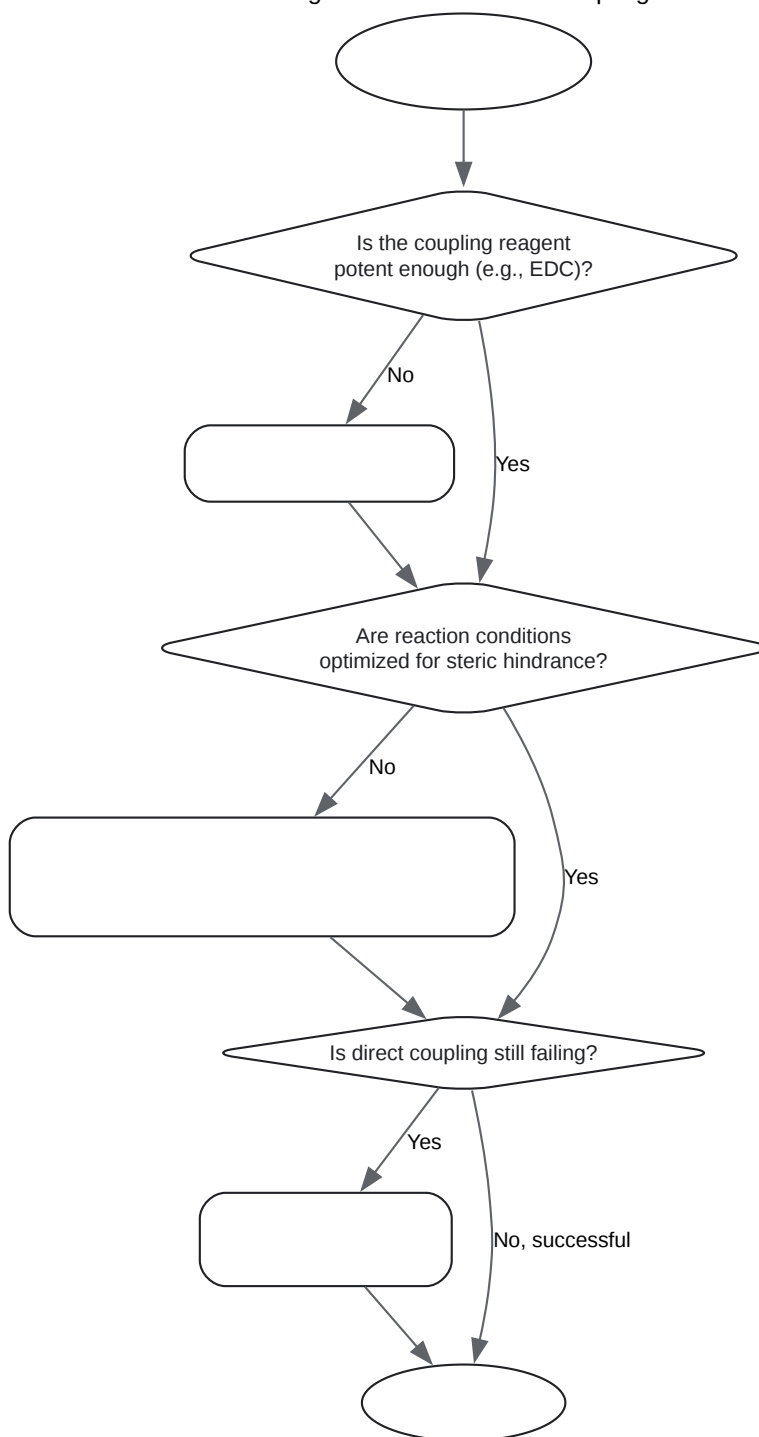 Is the coupling reagent
potent enough (e.g., EDC)?
No
Yes
Are reaction conditions
optimized for steric hindrance?
No
Yes
Is direct coupling still failing?
Yes
No, successful